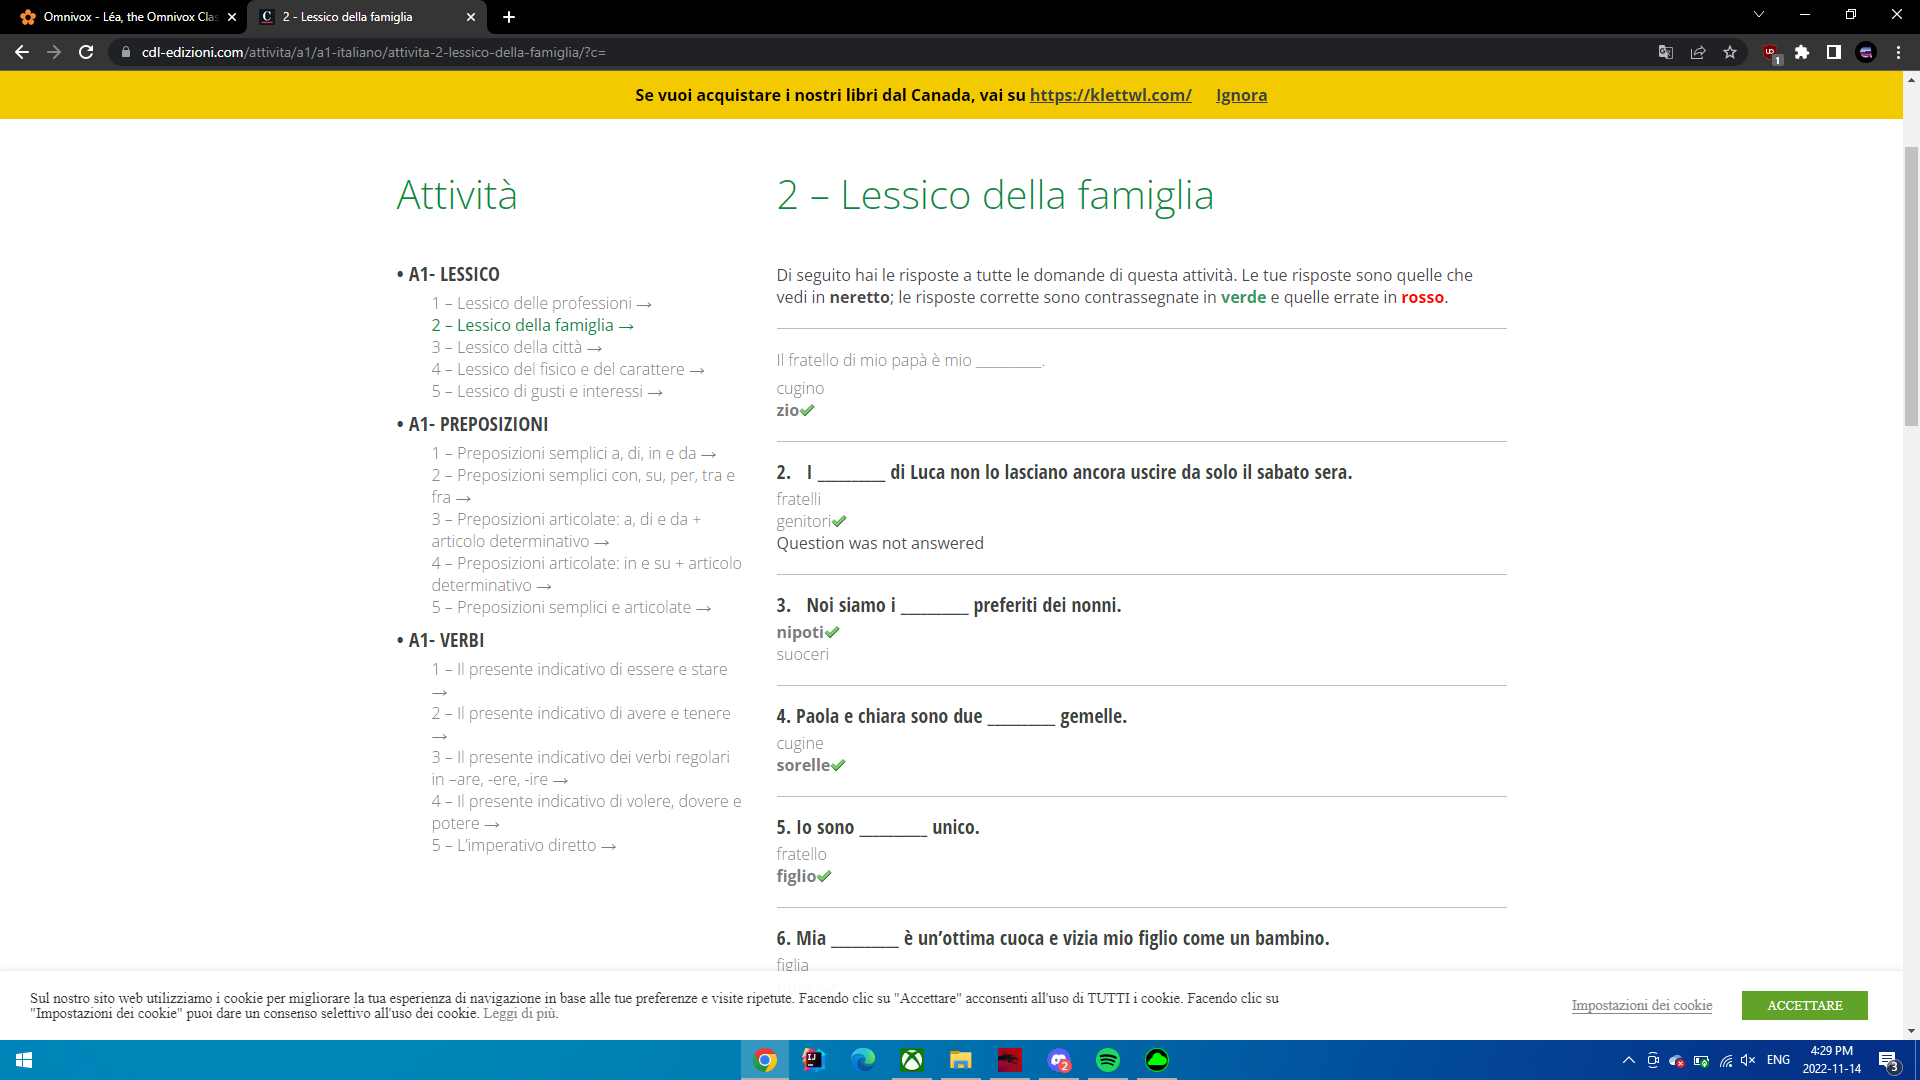 Omnivox - Léa, the Omnivox Clas
2 - Lessico della famiglia
cdl-edizioni.com/attivita/a1/a1-italiano/attivita-2-lessico-della-famiglia/?c=
Se vuoi acquistare i nostri libri dal Canada, vai su https://klettwl.com/ Ignora
Attività
• A1- LESSICO
1 – Lessico delle professioni →
2 – Lessico della famiglia →
3 – Lessico della città →
4 – Lessico del fisico e del carattere →
5 – Lessico di gusti e interessi →
• A1- PREPOSIZIONI
1 – Preposizioni semplici a, di, in e da →
2 – Preposizioni semplici con, su, per, tra e
fra →
3 – Preposizioni articolate: a, di e da +
articolo determinativo →
4 – Preposizioni articolate: in e su + articolo
determinativo →
5 – Preposizioni semplici e articolate →
• A1- VERBI
1 – Il presente indicativo di essere e stare
→
2 – Il presente indicativo di avere e tenere
→
3 – Il presente indicativo dei verbi regolari
in –are, -ere, -ire →
4 – Il presente indicativo di volere, dovere e
potere →
5 – L'imperativo diretto →
2 – Lessico della famiglia
Di seguito hai le risposte a tutte le domande di questa attività. Le tue risposte sono quelle che
vedi in neretto; le risposte corrette sono contrassegnate in verde e quelle errate in rosso.
Il fratello di mio papà è mio _________.
cugino
zio✔
2. I _________ di Luca non lo lasciano ancora uscire da solo il sabato sera.
fratelli
genitori✔
Question was not answered
3. Noi siamo i _________ preferiti dei nonni.
nipoti✔
suoceri
4. Paola e chiara sono due _________ gemelle.
cugine
sorelle✔
5. Io sono _________ unico.
fratello
figlio✔
6. Mia _________ è un'ottima cuoca e vizia mio figlio come un bambino.
figlia
Sul nostro sito web utilizziamo i cookie per migliorare la tua esperienza di navigazione in base alle tue preferenze e visite ripetute. Facendo clic su "Accettare" acconsenti all'uso di TUTTI i cookie. Facendo clic su
"Impostazioni dei cookie" puoi dare un consenso selettivo all'uso dei cookie. Leggi di più.
Impostazioni dei cookie
ACCETTARE
ENG
4:29 PM
2022-11-14
3